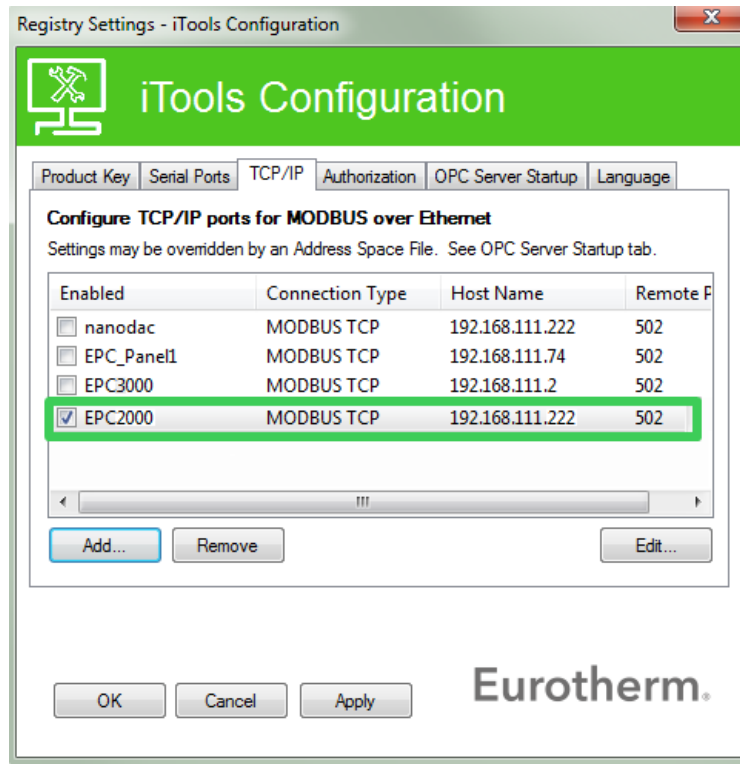 Registry Settings - iTools Configuration
iTools Configuration
Product Key Serial Ports TCP/IP Authorization OPC Server Startup Language
Configure TCP/IP ports for MODBUS over Ethernet
Settings may be overridden by an Address Space File. See OPC Server Startup tab.
Enabled Connection Type Host Name Remote P
nanodac MODBUS TCP 192.168.111.222 502
EPC_Panel1 MODBUS TCP 192.168.111.74 502
EPC3000 MODBUS TCP 192.168.111.2 502
EPC2000 MODBUS TCP 192.168.111.222 502
Add... Remove Edit...
Eurotherm.
OK Cancel Apply